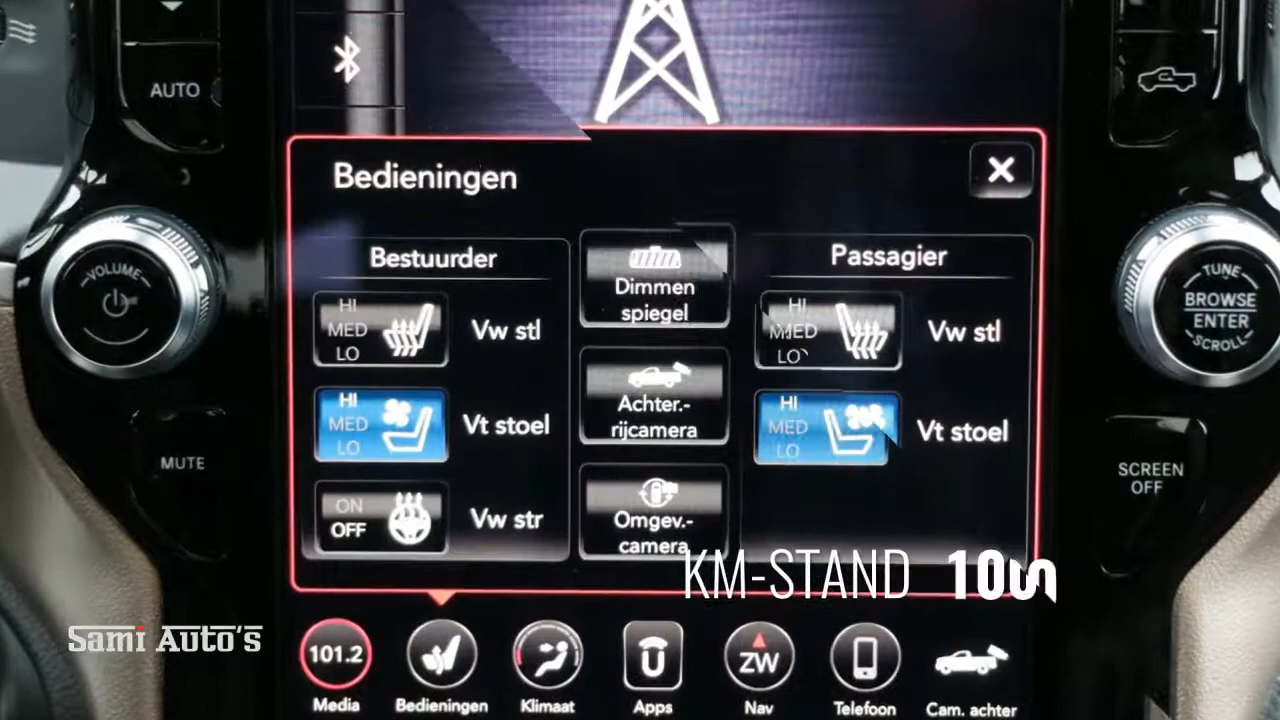 AUTO
Bedieningen
VOLUME
Bestuurder
HI
MED
LO
Vw stl
HI
MED
LO
Vt stoel
ON
OFF
Vw str
Dimmen
spiegel
Achter.-
rijcamera
Omgev.-
camera
Passagier
HI
MED
LO
Vw stl
HI
MED
LO
Vt stoel
TUNE
BROWSE
ENTER
SCROLL
MUTE
SCREEN
OFF
KM-STAND
Sami Auto's
101.2
Media
Bedieningen
Klimaat
Apps
ZW
Nav
Telefoon
Cam. achter